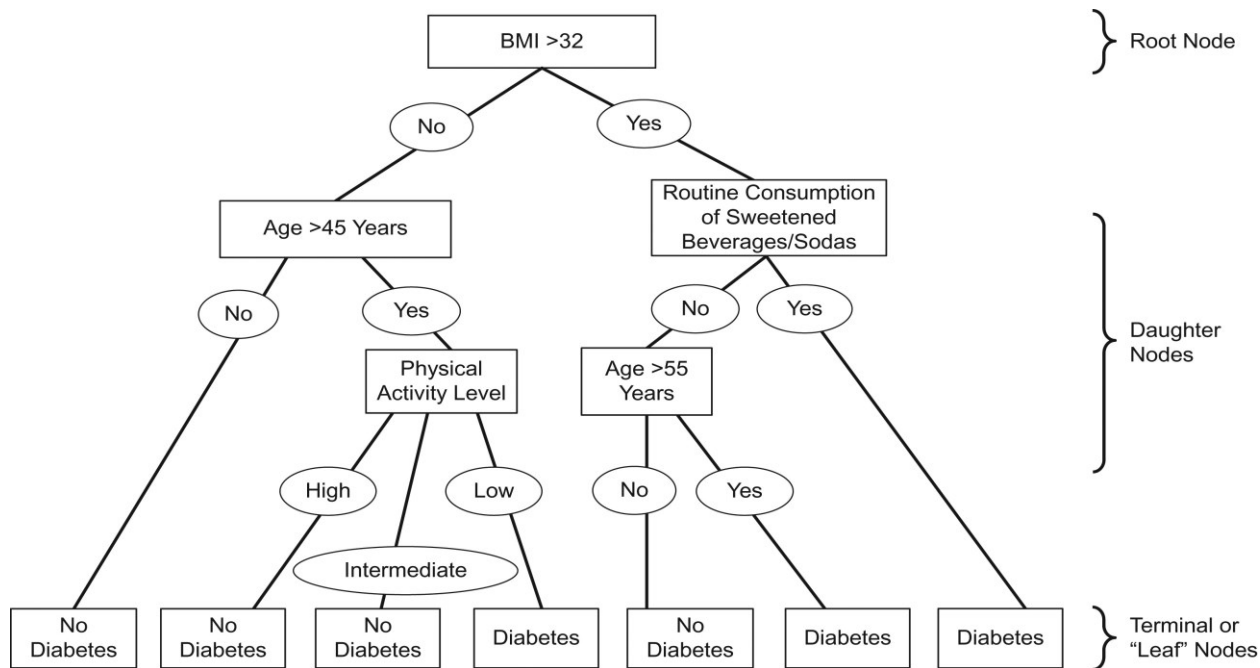 BMI >32
Root Node
No
Yes
Age >45 Years
Routine Consumption
of Sweetened
Beverages/Sodas
No
Yes
No
Yes
Daughter
Nodes
Physical
Activity Level
Age >55
Years
High
Low
No
Yes
Intermediate
No
Diabetes
No
Diabetes
No
Diabetes
Diabetes
No
Diabetes
Diabetes
Diabetes
Terminal or
“Leaf” Nodes